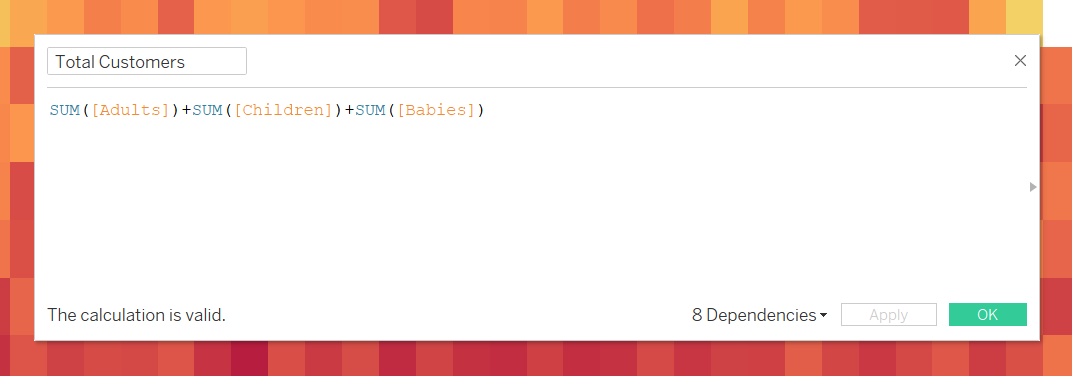 Total Customers
SUM([Adults])+SUM([Children])+SUM([Babies])
The calculation is valid.
8 Dependencies
Apply
OK